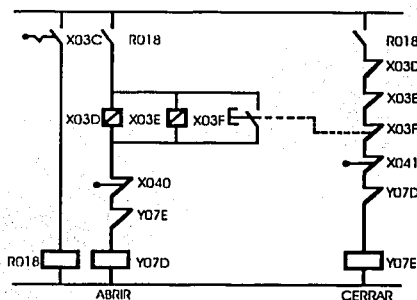 X03C
R018
R018
X03D
X03D
X03E
X03F
X03E
X03F
X040
X041
Y07E
Y07D
R018
Y07D
Y07E
ABRIR
CERRAR